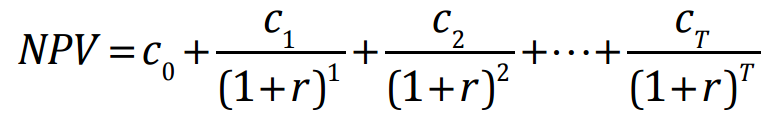 NPV = c₀ + c₁/(1+r)¹ + c₂/(1+r)² + ⋯ + c_T/(1+r)^T